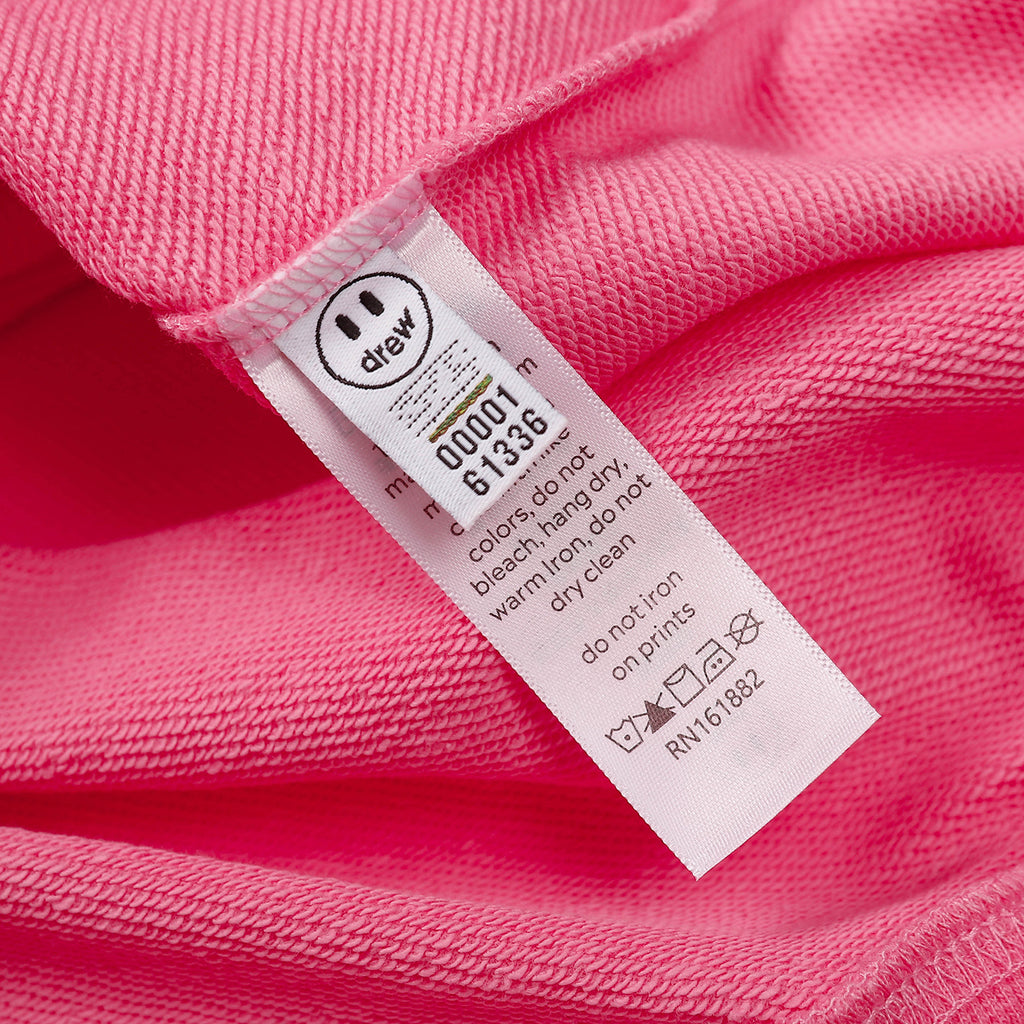 drew
00001
61336
colors, do not
bleach, hang dry,
warm Iron, do not
dry clean
do not iron
on prints
RN161882